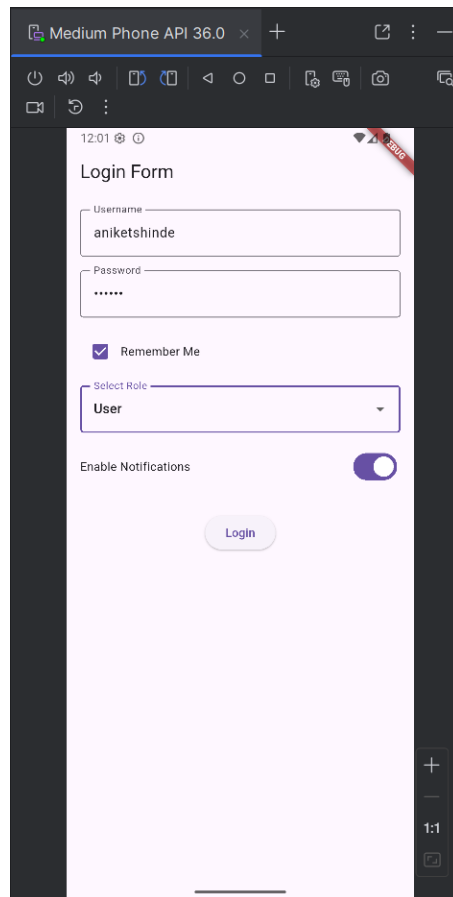 Medium Phone API 36.0
12:01
DEBUG
Login Form
Username
aniketshinde
Password
••••••
Remember Me
Select Role
User
Enable Notifications
Login
1:1